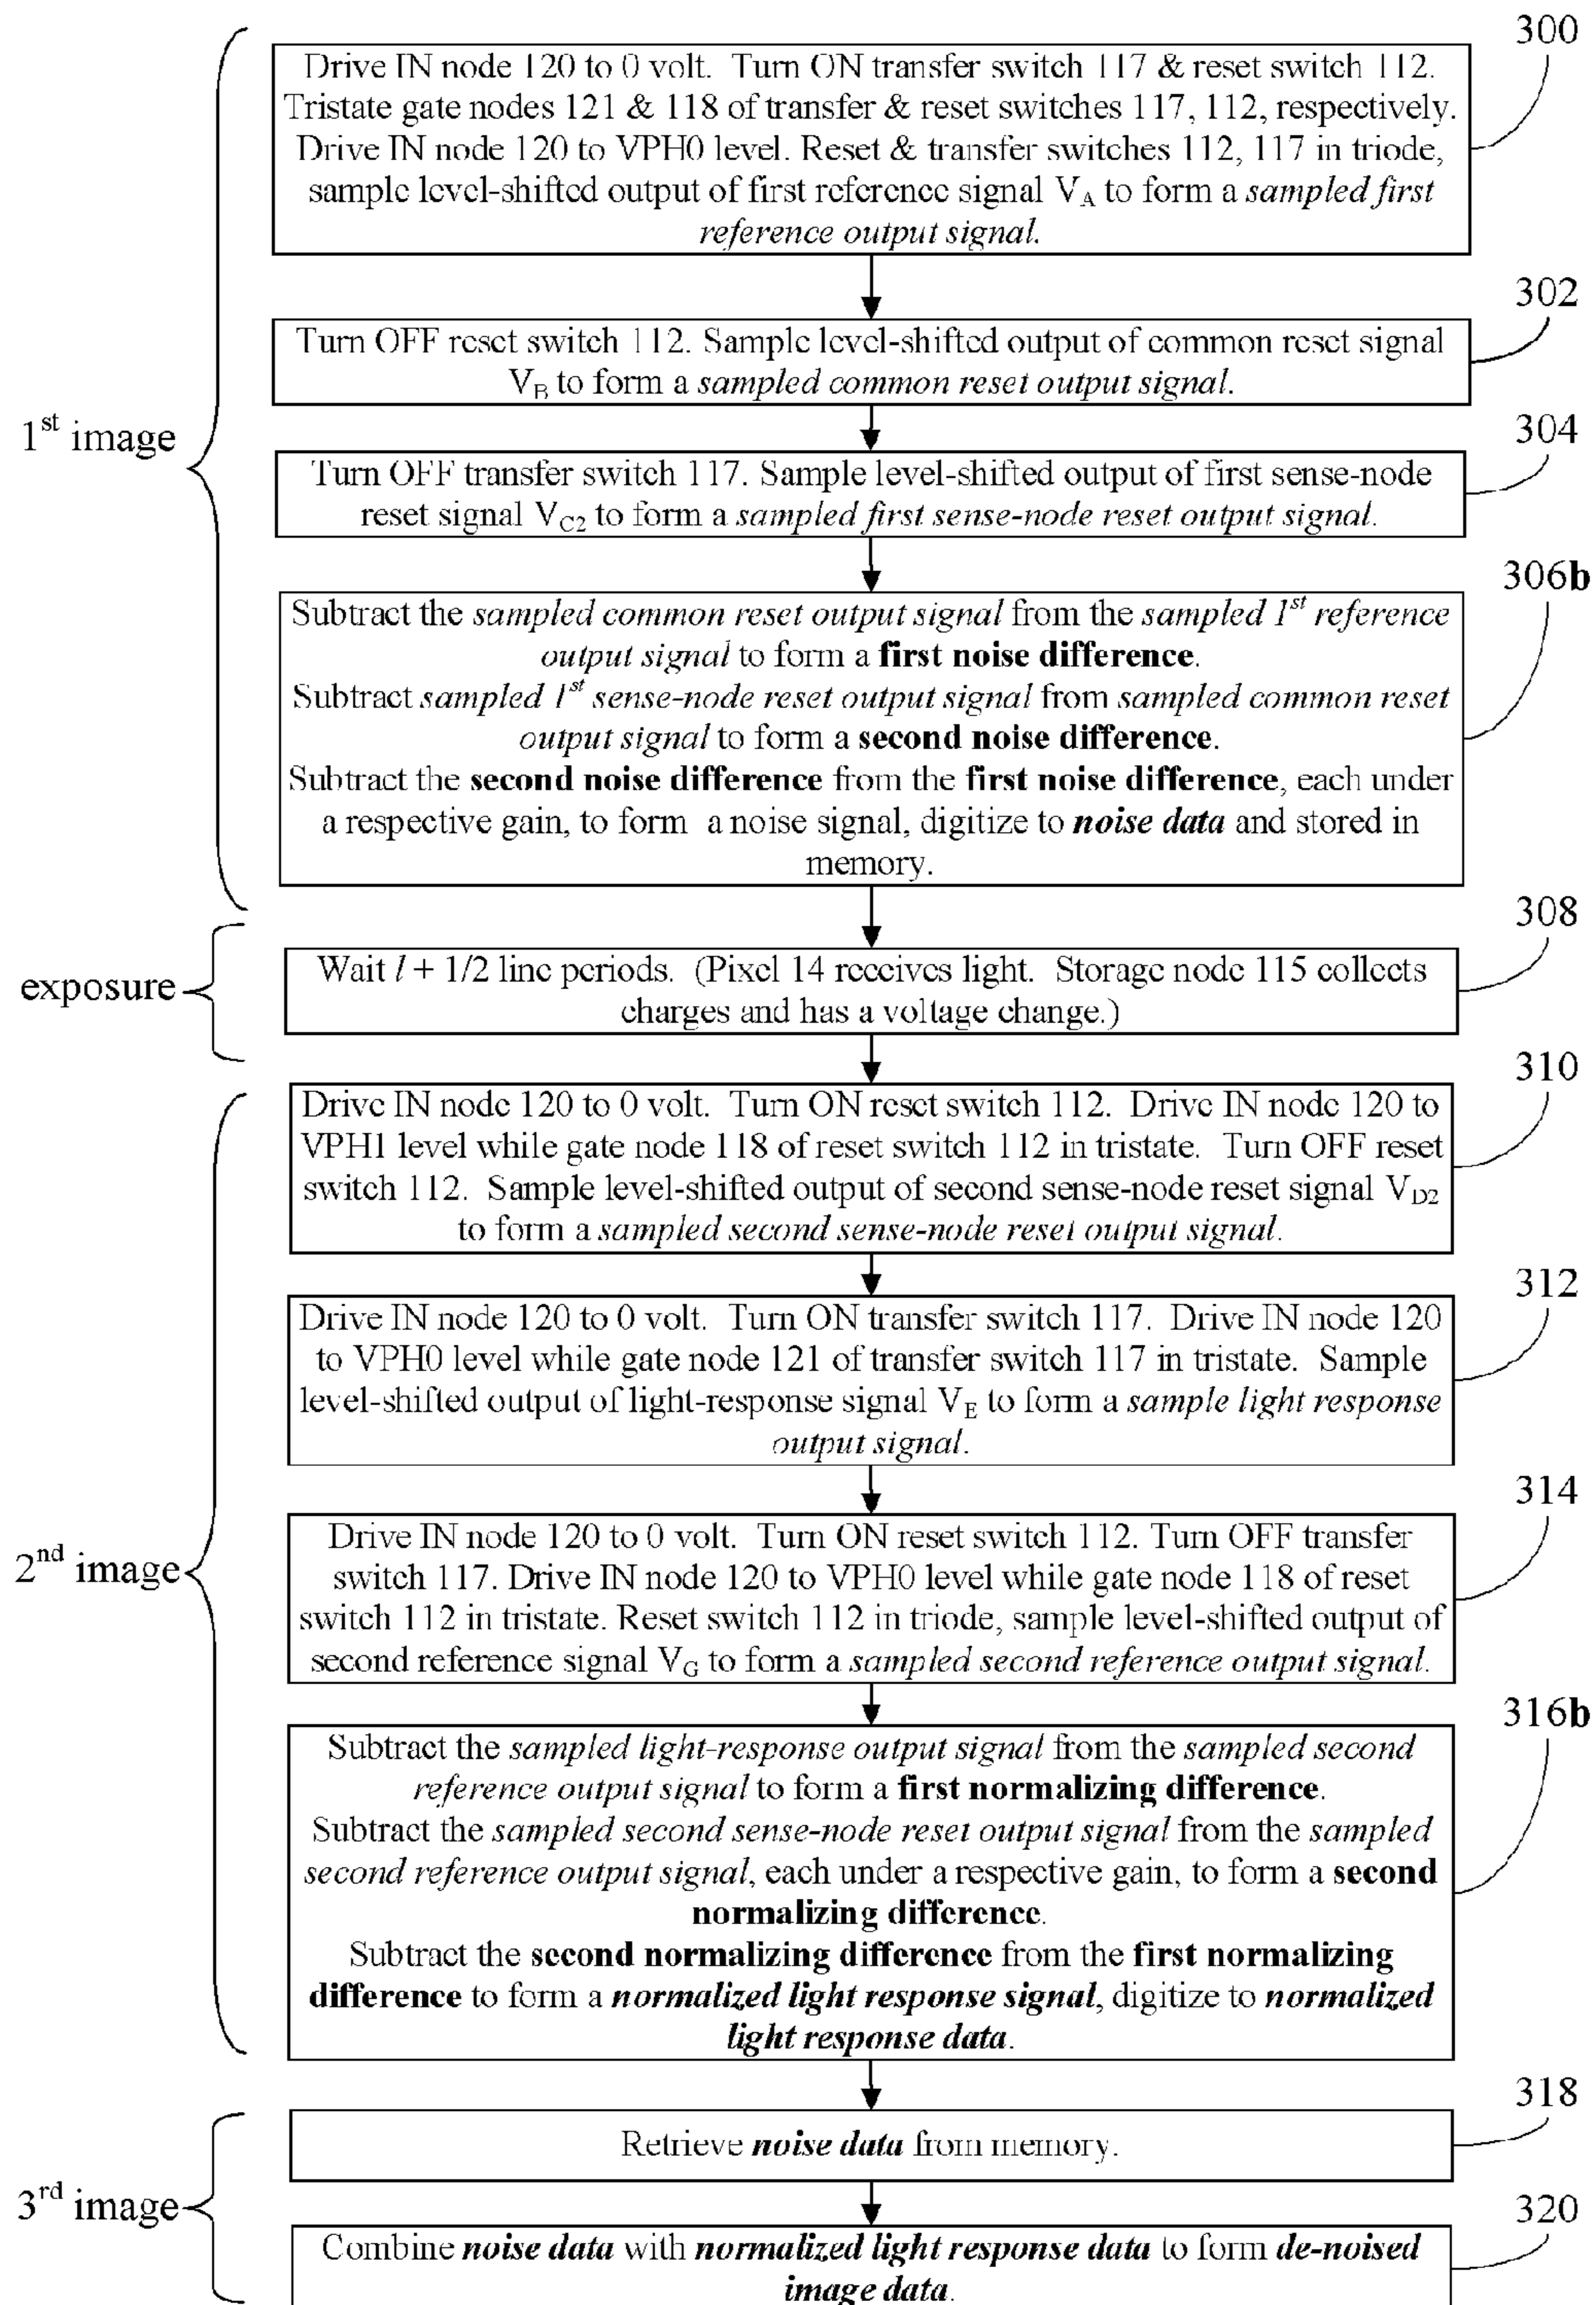 300
Drive IN node 120 to 0 volt. Turn ON transfer switch 117 & reset switch 112.
Tristate gate nodes 121 & 118 of transfer & reset switches 117, 112, respectively.
Drive IN node 120 to VPH0 level. Reset & transfer switches 112, 117 in triode,
sample level-shifted output of first reference signal VA to form a sampled first
reference output signal.
302
Turn OFF reset switch 112. Sample level-shifted output of common reset signal
VB to form a sampled common reset output signal.
1st image
304
Turn OFF transfer switch 117. Sample level-shifted output of first sense-node
reset signal VC2 to form a sampled first sense-node reset output signal.
306b
Subtract the sampled common reset output signal from the sampled 1st reference
output signal to form a first noise difference.
Subtract sampled 1st sense-node reset output signal from sampled common reset
output signal to form a second noise difference.
Subtract the second noise difference from the first noise difference, each under
a respective gain, to form a noise signal, digitize to noise data and stored in
memory.
308
exposure
Wait l + 1/2 line periods. (Pixel 14 receives light. Storage node 115 collects
charges and has a voltage change.)
310
Drive IN node 120 to 0 volt. Turn ON reset switch 112. Drive IN node 120 to
VPH1 level while gate node 118 of reset switch 112 in tristate. Turn OFF reset
switch 112. Sample level-shifted output of second sense-node reset signal VD2
to form a sampled second sense-node reset output signal.
312
Drive IN node 120 to 0 volt. Turn ON transfer switch 117. Drive IN node 120
to VPH0 level while gate node 121 of transfer switch 117 in tristate. Sample
level-shifted output of light-response signal VE to form a sample light response
output signal.
314
2nd image
Drive IN node 120 to 0 volt. Turn ON reset switch 112. Turn OFF transfer
switch 117. Drive IN node 120 to VPH0 level while gate node 118 of reset
switch 112 in tristate. Reset switch 112 in triode, sample level-shifted output of
second reference signal VG to form a sampled second reference output signal.
316b
Subtract the sampled light-response output signal from the sampled second
reference output signal to form a first normalizing difference.
Subtract the sampled second sense-node reset output signal from the sampled
second reference output signal, each under a respective gain, to form a second
normalizing difference.
Subtract the second normalizing difference from the first normalizing
difference to form a normalized light response signal, digitize to normalized
light response data.
318
Retrieve noise data from memory.
3rd image
320
Combine noise data with normalized light response data to form de-noised
image data.